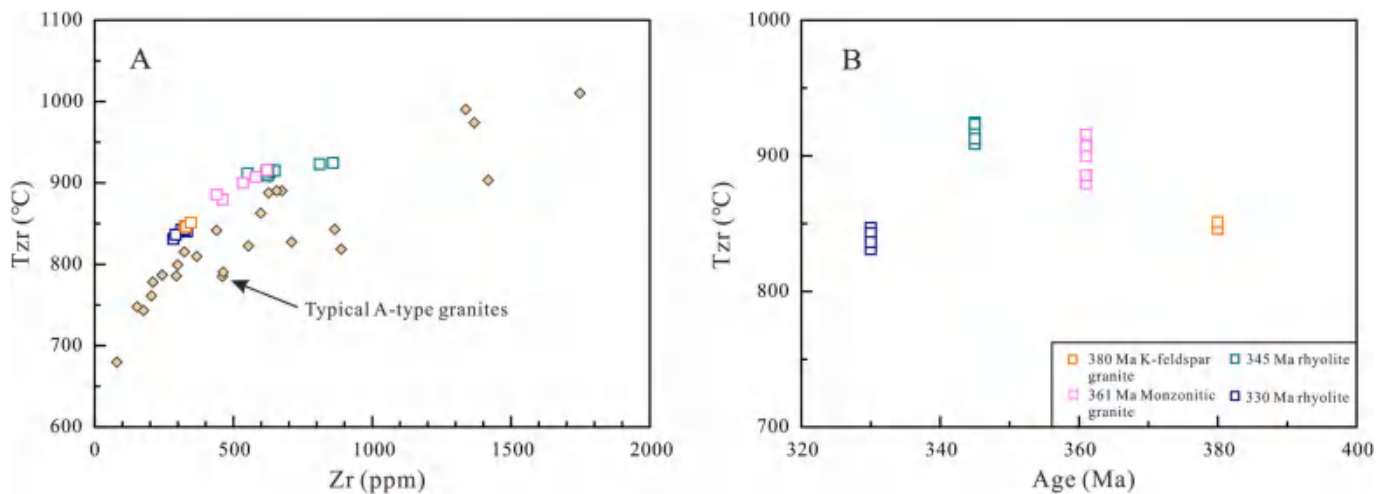 1100
1000
900
800
700
600
Tzr (℃)
A
Typical A-type granites
0
500
1000
1500
2000
Zr (ppm)
1000
900
800
700
Tzr (℃)
B
380 Ma K-feldspar
granite
361 Ma Monzonitic
granite
345 Ma rhyolite
330 Ma rhyolite
320
340
360
380
400
Age (Ma)